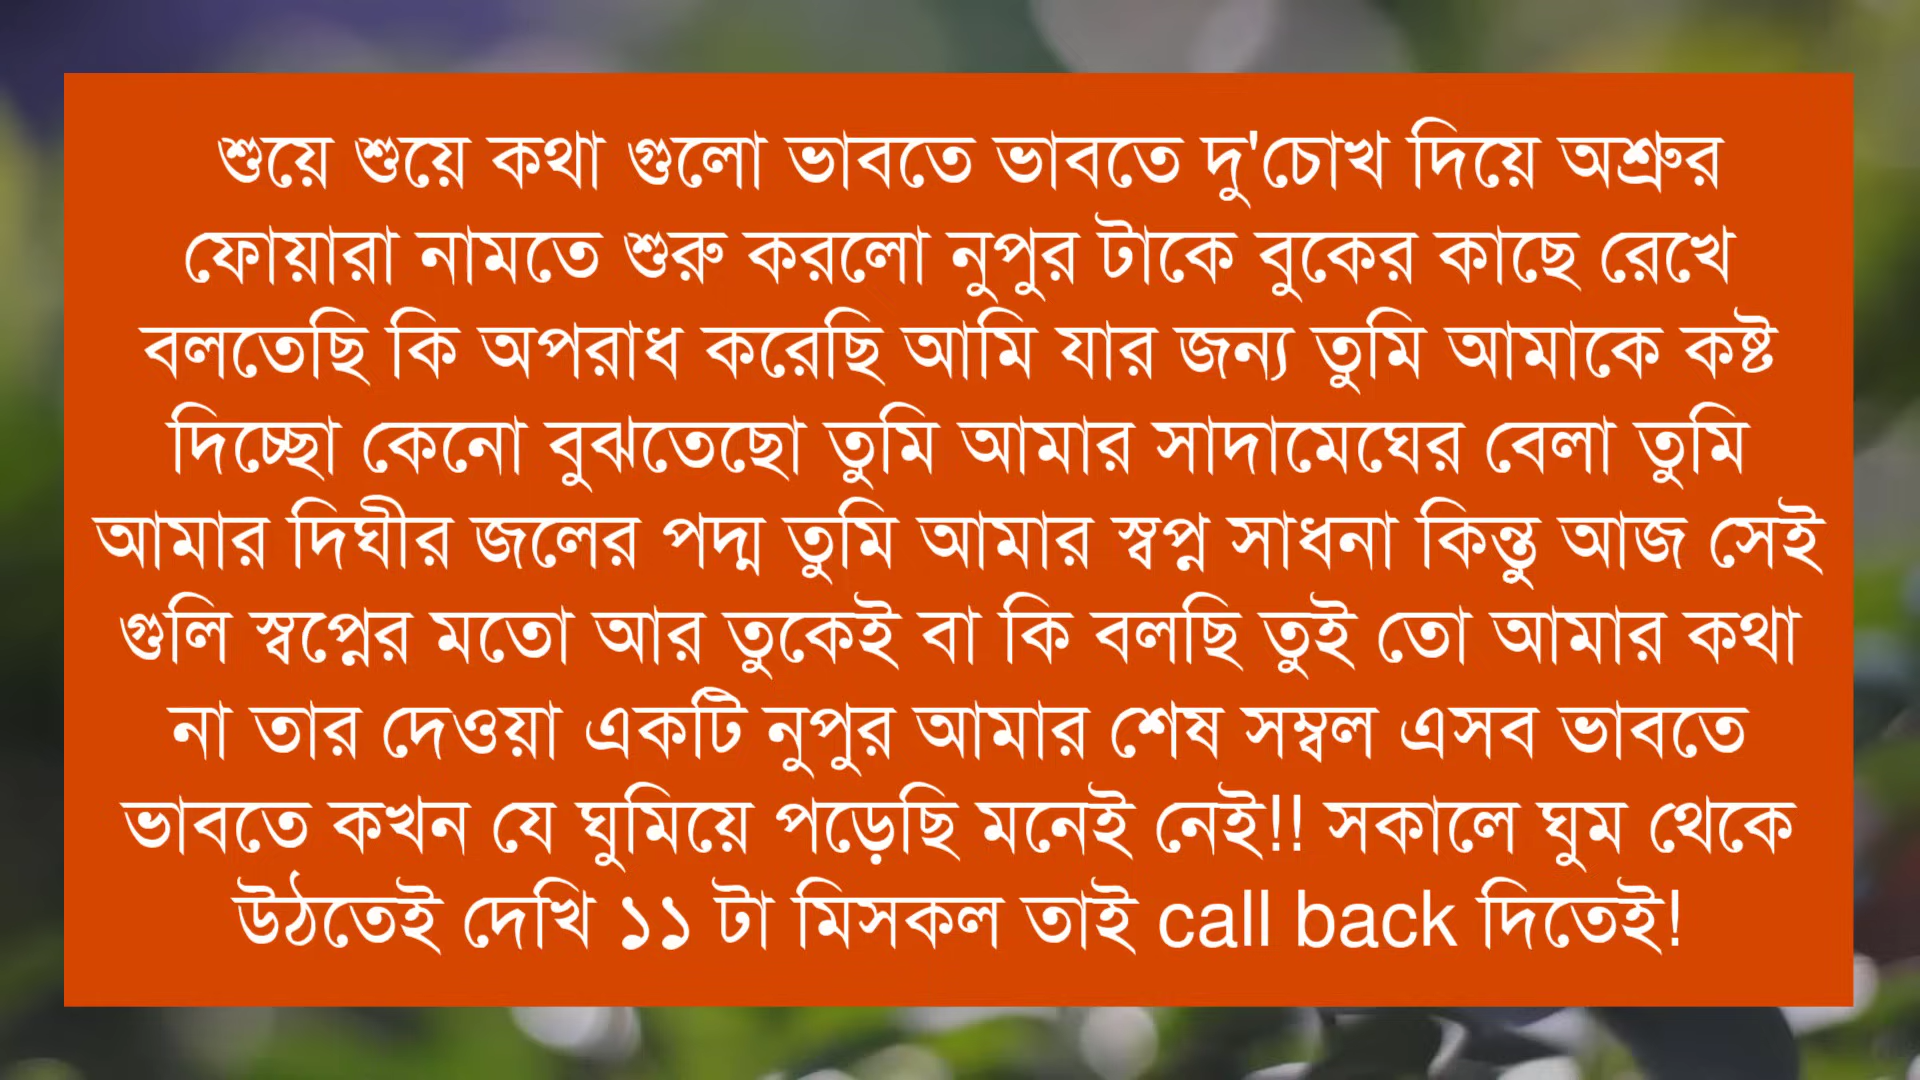 শুয়ে শুয়ে কথা গুলো ভাবতে ভাবতে দু'চোখ দিয়ে অশ্রুর
ফোয়ারা নামতে শুরু করলো নুপুর টাকে বুকের কাছে রেখে
বলতেছি কি অপরাধ করেছি আমি যার জন্য তুমি আমাকে কষ্ট
দিচ্ছো কেনো বুঝতেছো তুমি আমার সাদামেঘের বেলা তুমি
আমার দিঘীর জলের পদ্ম তুমি আমার স্বপ্ন সাধনা কিন্তু আজ সেই
গুলি স্বপ্নের মতো আর তুকেই বা কি বলছি তুই তো আমার কথা
না তার দেওয়া একটি নুপুর আমার শেষ সম্বল এসব ভাবতে
ভাবতে কখন যে ঘুমিয়ে পড়েছি মনেই নেই!! সকালে ঘুম থেকে
উঠতেই দেখি ১১ টা মিসকল তাই call back দিতেই!